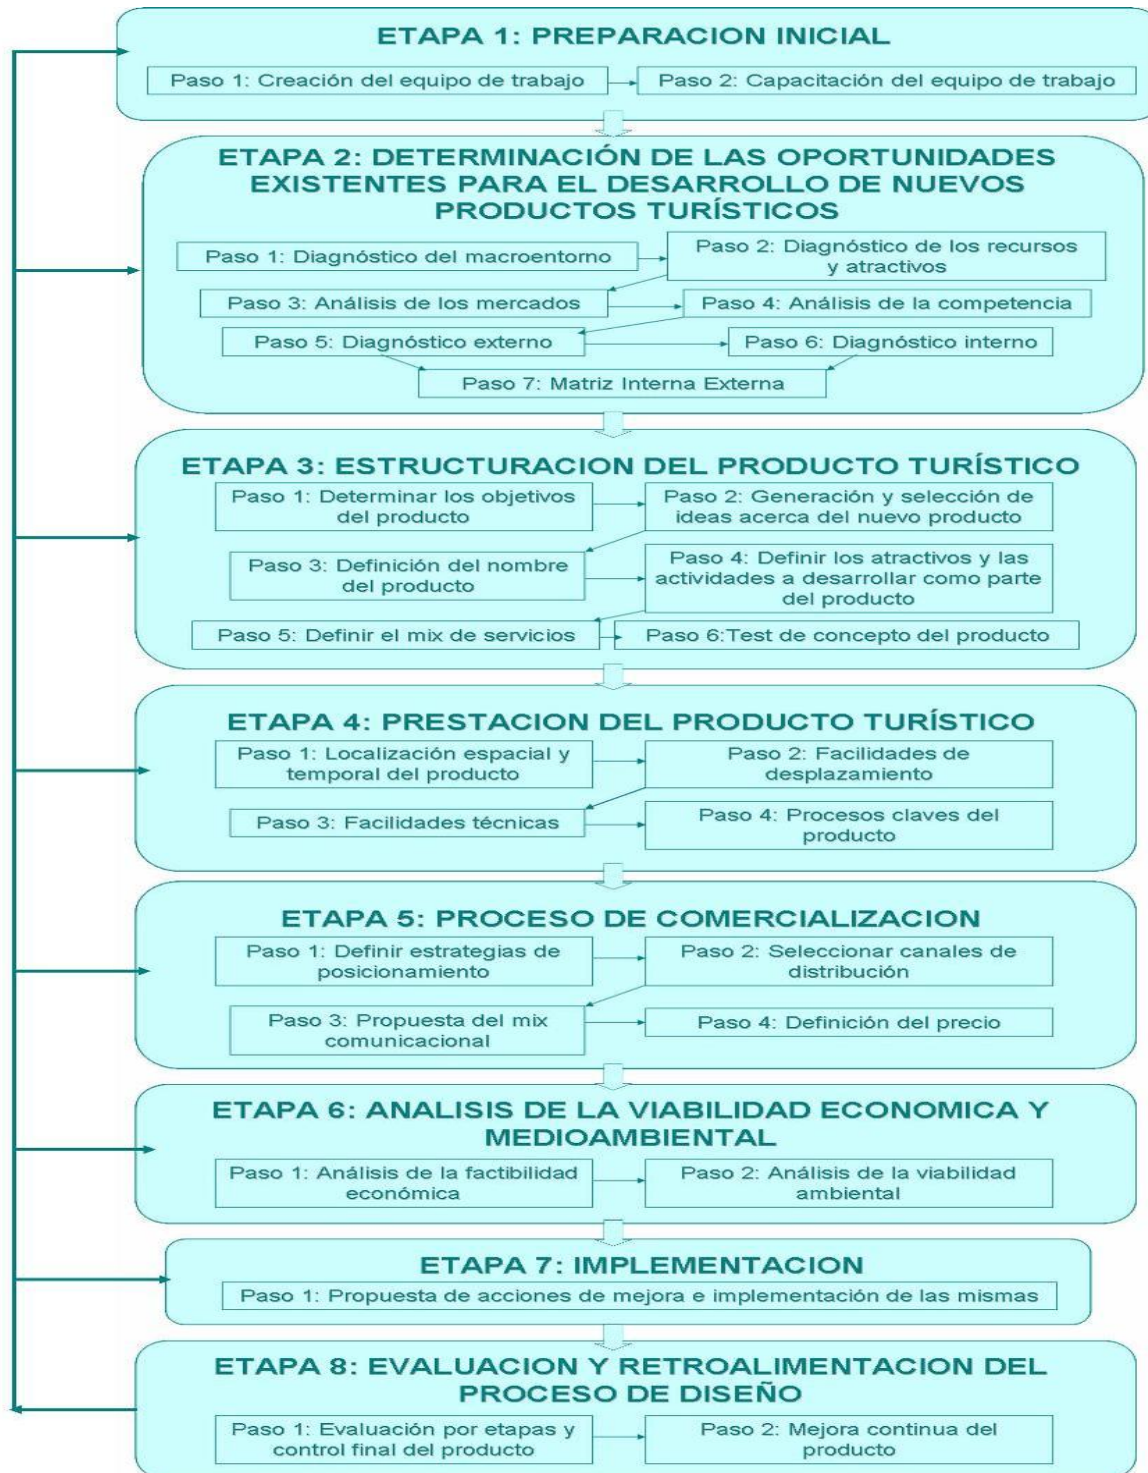 ETAPA 1: PREPARACION INICIAL
Paso 1: Creación del equipo de trabajo
Paso 2: Capacitación del equipo de trabajo
ETAPA 2: DETERMINACIÓN DE LAS OPORTUNIDADES
EXISTENTES PARA EL DESARROLLO DE NUEVOS
PRODUCTOS TURÍSTICOS
Paso 1: Diagnóstico del macroentorno
Paso 2: Diagnóstico de los recursos
y atractivos
Paso 3: Análisis de los mercados
Paso 4: Análisis de la competencia
Paso 5: Diagnóstico externo
Paso 6: Diagnóstico interno
Paso 7: Matriz Interna Externa
ETAPA 3: ESTRUCTURACION DEL PRODUCTO TURÍSTICO
Paso 1: Determinar los objetivos
del producto
Paso 2: Generación y selección de
ideas acerca del nuevo producto
Paso 3: Definición del nombre
del producto
Paso 4: Definir los atractivos y las
actividades a desarrollar como parte
del producto
Paso 5: Definir el mix de servicios
Paso 6:Test de concepto del producto
ETAPA 4: PRESTACION DEL PRODUCTO TURÍSTICO
Paso 1: Localización espacial y
temporal del producto
Paso 2: Facilidades de
desplazamiento
Paso 3: Facilidades técnicas
Paso 4: Procesos claves del
producto
ETAPA 5: PROCESO DE COMERCIALIZACION
Paso 1: Definir estrategias de
posicionamiento
Paso 2: Seleccionar canales de
distribución
Paso 3: Propuesta del mix
comunicacional
Paso 4: Definición del precio
ETAPA 6: ANALISIS DE LA VIABILIDAD ECONOMICA Y
MEDIOAMBIENTAL
Paso 1: Análisis de la factibilidad
económica
Paso 2: Análisis de la viabilidad
ambiental
ETAPA 7: IMPLEMENTACION
Paso 1: Propuesta de acciones de mejora e implementación de las mismas
ETAPA 8: EVALUACION Y RETROALIMENTACION DEL
PROCESO DE DISEÑO
Paso 1: Evaluación por etapas y
control final del producto
Paso 2: Mejora continua del
producto